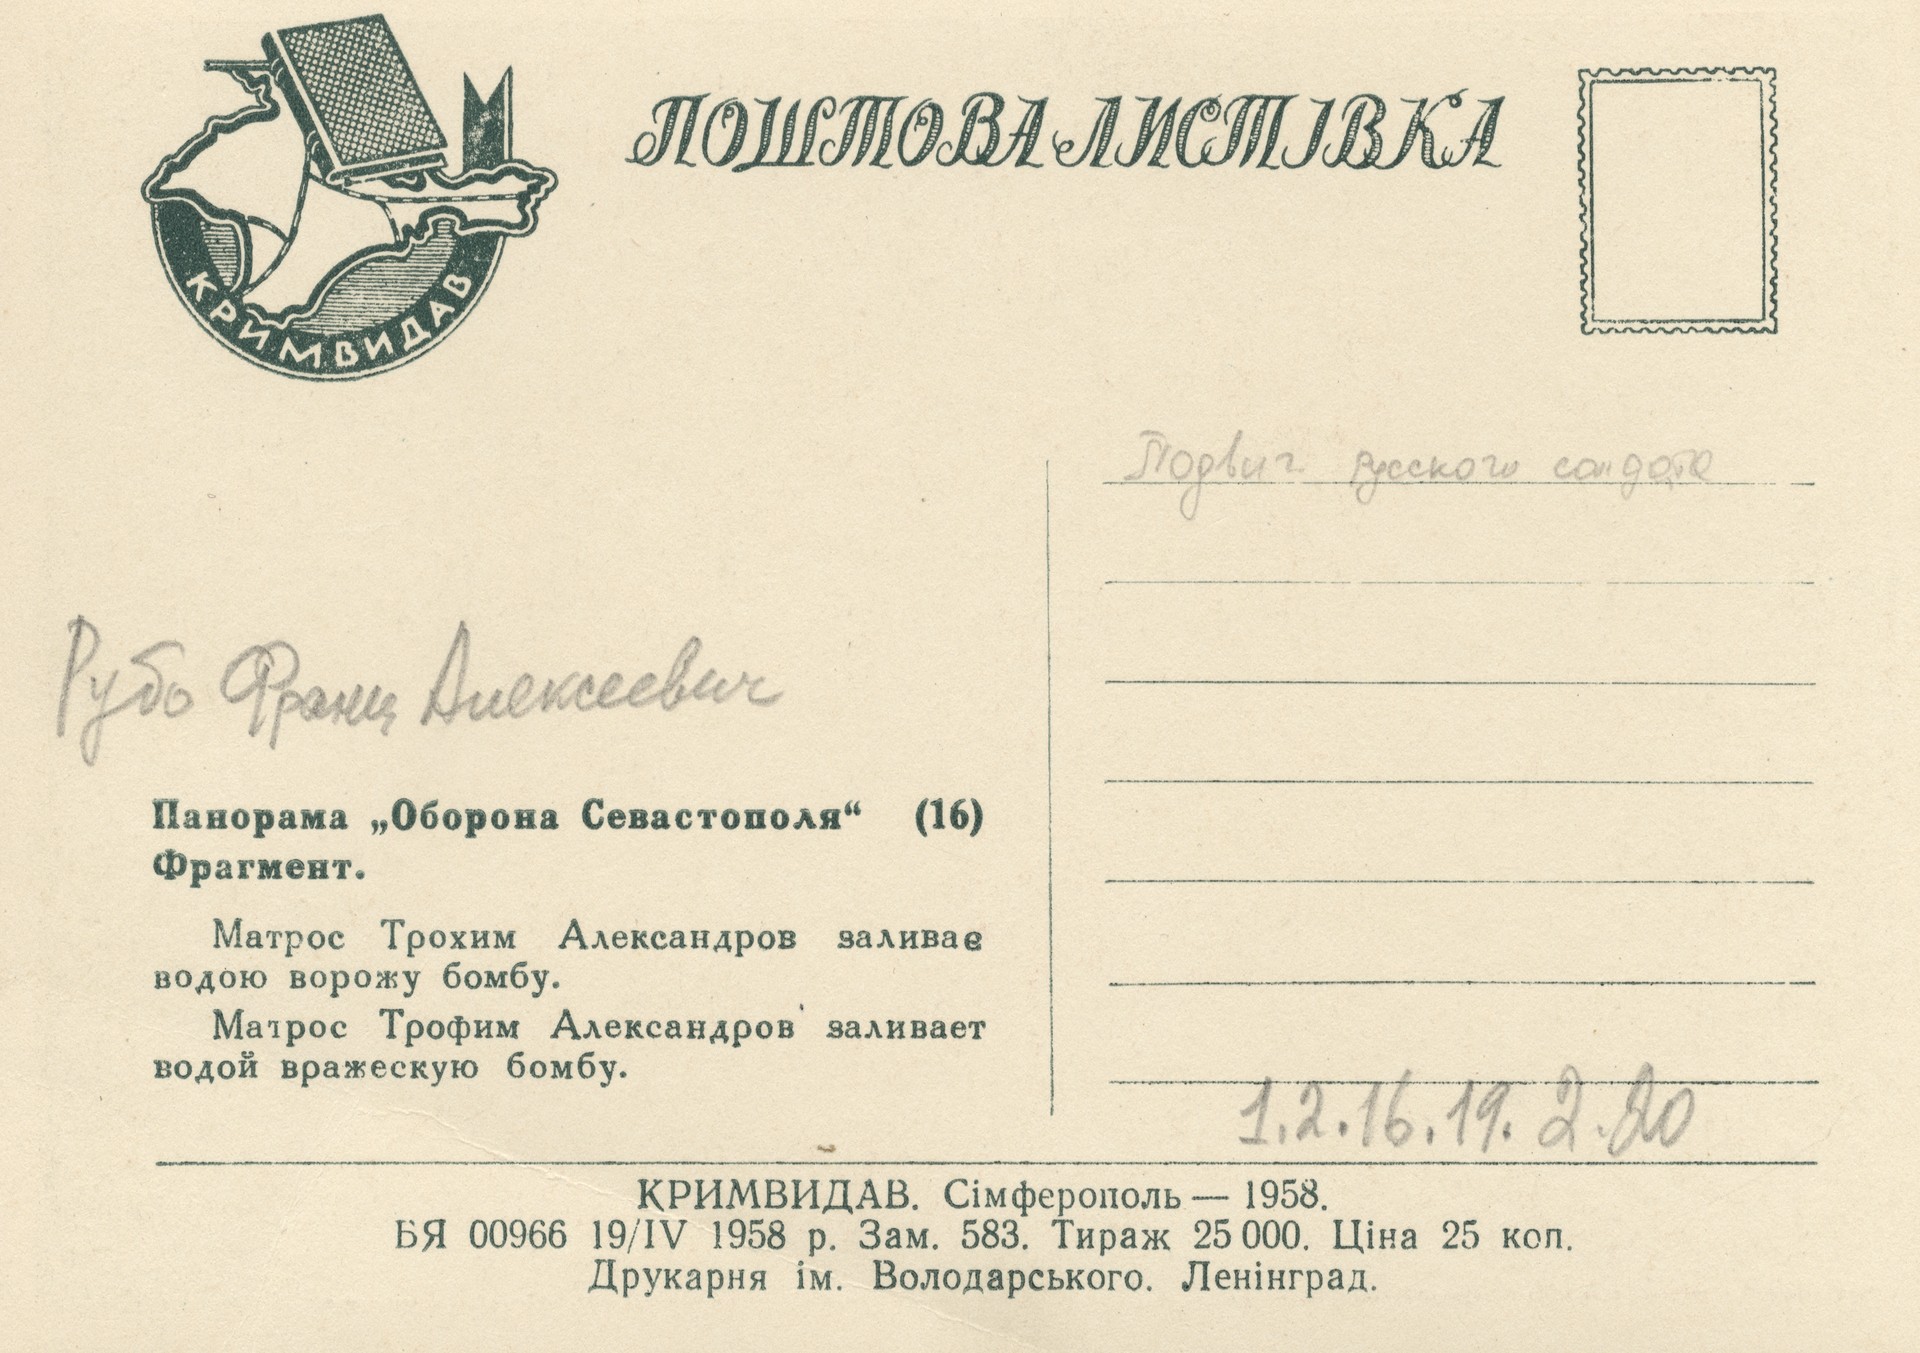 КРИМВИДАВ
ПОШТОВА ЛИСТІВКА
Подвиг русского солдата
Рубо Франц Алексеевич
Панорама „Оборона Севастополя“ (16)
Фрагмент.
Матрос Трохим Александров заливає
водою ворожу бомбу.
Матрос Трофим Александров заливает
водой вражескую бомбу.
1.2.16.19. 2.20
КРИМВИДАВ. Сімферополь — 1958.
БЯ 00966 19/IV 1958 р. Зам. 583. Тираж 25 000. Ціна 25 коп.
Друкарня ім. Володарського. Ленінград.